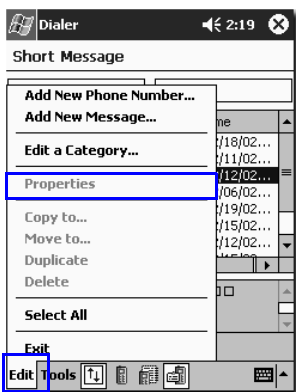 Dialer 2:19
Short Message
Add New Phone Number...
Add New Message...
Edit a Category...
Properties
Copy to...
Move to...
Duplicate
Delete
Select All
Exit
me
/18/02...
/11/02...
/12/02...
/06/02...
/19/02...
/15/02...
/12/02...
Edit Tools